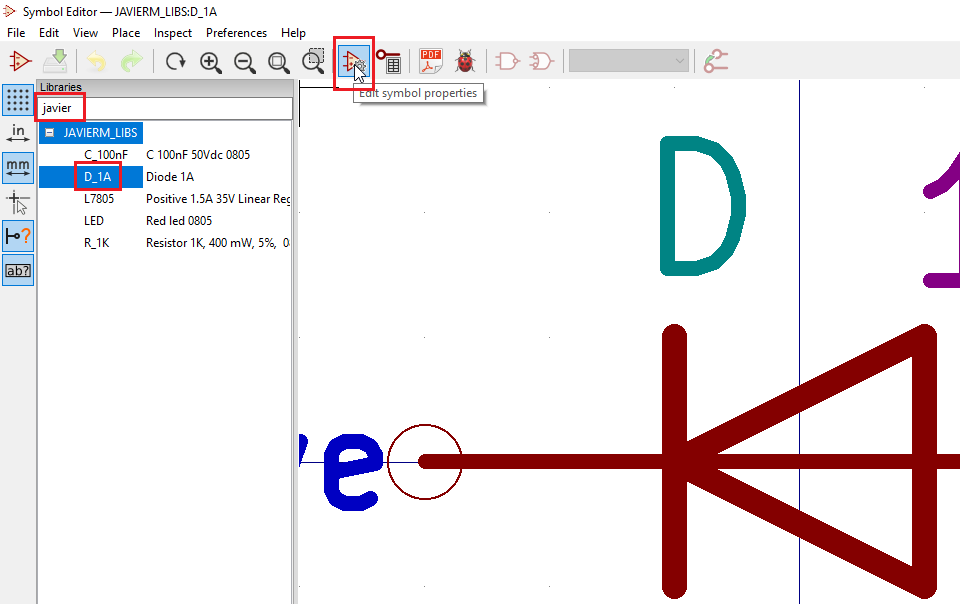 Symbol Editor — JAVIERM_LIBS:D_1A
File Edit View Place Inspect Preferences Help
PDF
Edit symbol properties
Libraries
javier
in
mm
ab?
JAVIERM_LIBS
C_100nF C 100nF 50Vdc 0805
D_1A Diode 1A
L7805 Positive 1.5A 35V Linear Reg
LED Red led 0805
R_1K Resistor 1K, 400 mW, 5%, 0
D
1
e